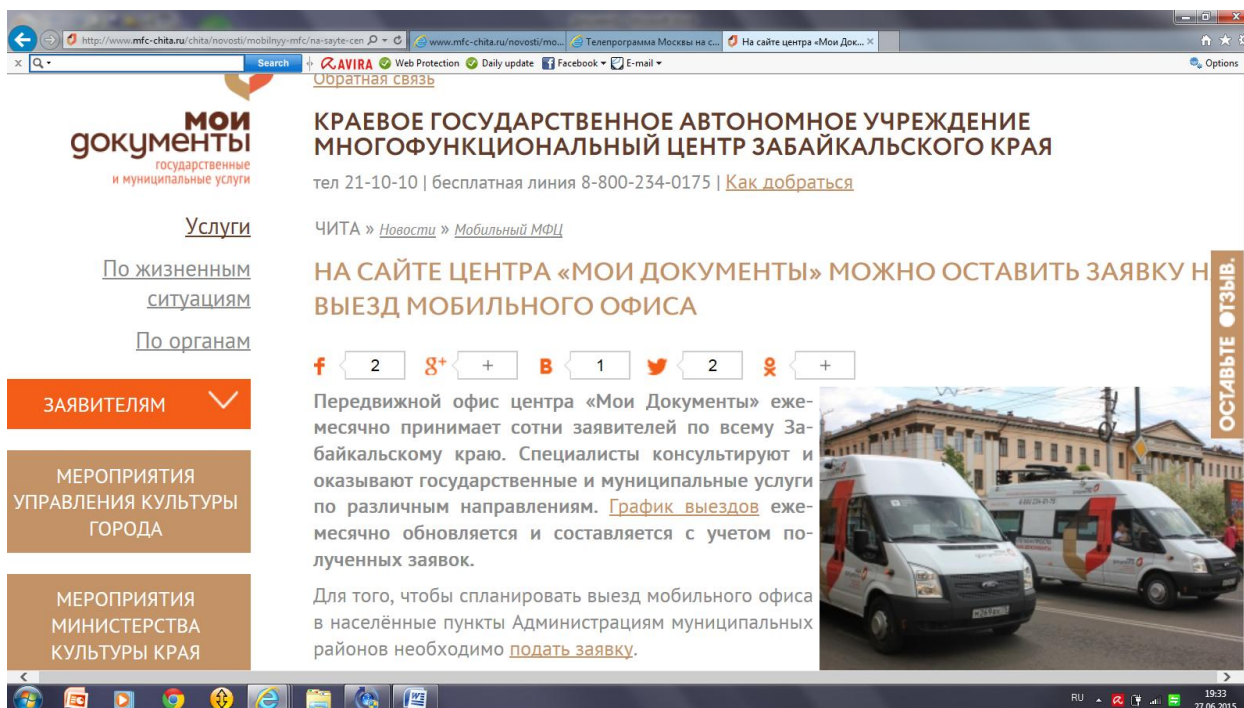 http://www.mfc-chita.ru/chita/novosti/mobilnyy-mfc/na-sayte-cen
www.mfc-chita.ru/novosti/mo...
Телепрограмма Москвы на с...
На сайте центра «Мои Док...
Search
AVIRA
Web Protection
Daily update
Facebook
E-mail
Options
Обратная связь
мои
документы
государственные
и муниципальные услуги
КРАЕВОЕ ГОСУДАРСТВЕННОЕ АВТОНОМНОЕ УЧРЕЖДЕНИЕ
МНОГОФУНКЦИОНАЛЬНЫЙ ЦЕНТР ЗАБАЙКАЛЬСКОГО КРАЯ
тел 21-10-10 | бесплатная линия 8-800-234-0175 | Как добраться
Услуги
По жизненным
ситуациям
По органам
ЗАЯВИТЕЛЯМ
МЕРОПРИЯТИЯ
УПРАВЛЕНИЯ КУЛЬТУРЫ
ГОРОДА
МЕРОПРИЯТИЯ
МИНИСТЕРСТВА
КУЛЬТУРЫ КРАЯ
ЧИТА » Новости » Мобильный МФЦ
НА САЙТЕ ЦЕНТРА «МОИ ДОКУМЕНТЫ» МОЖНО ОСТАВИТЬ ЗАЯВКУ Н
ВЫЕЗД МОБИЛЬНОГО ОФИСА
2 + 1 2 +
Передвижной офис центра «Мои Документы» еже-
месячно принимает сотни заявителей по всему За-
байкальскому краю. Специалисты консультируют и
оказывают государственные и муниципальные услуги
по различным направлениям. График выездов еже-
месячно обновляется и составляется с учетом по-
лученных заявок.
Для того, чтобы спланировать выезд мобильного офиса
в населённые пункты Администрациям муниципальных
районов необходимо подать заявку.
ОСТАВЬТЕ ОТЗЫВ.
RU
19:33
27.06.2015